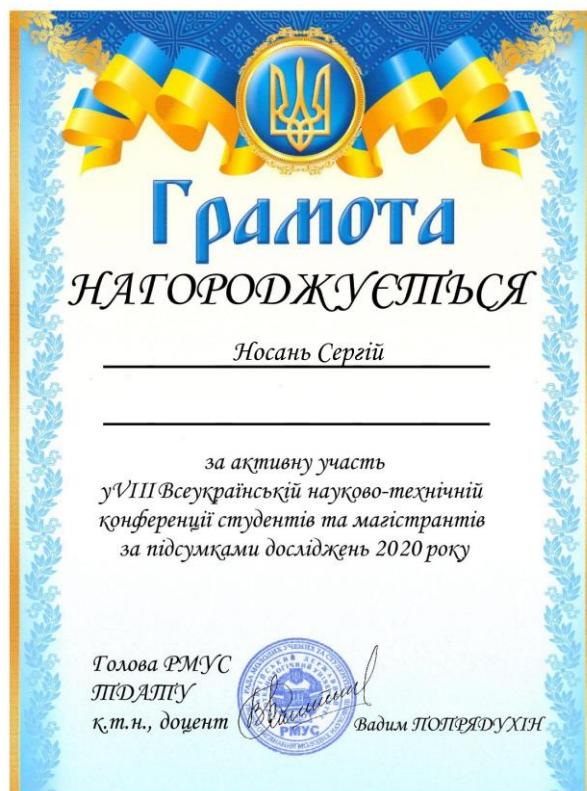 Грамота
НАГОРОДЖУЄТЬСЯ
Носань Сергій
за активну участь
уVIII Всеукраїнській науково-технічній
конференції студентів та магістрантів
за підсумками досліджень 2020 року
Голова РМУС
ТДАТУ
к.т.н., доцент
Вадим ПОПРЯДУХІН
РМУС